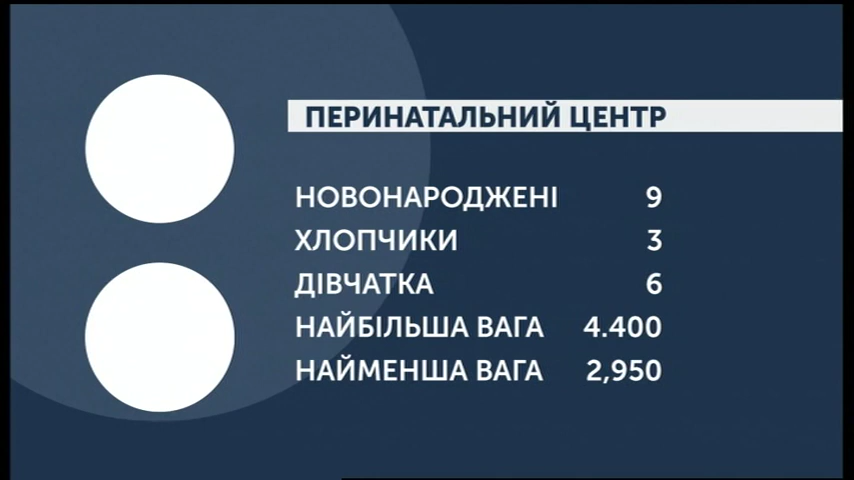 ПЕРИНАТАЛЬНИЙ ЦЕНТР
НОВОНАРОДЖЕНІ 9
ХЛОПЧИКИ 3
ДІВЧАТКА 6
НАЙБІЛЬША ВАГА 4.400
НАЙМЕНША ВАГА 2,950